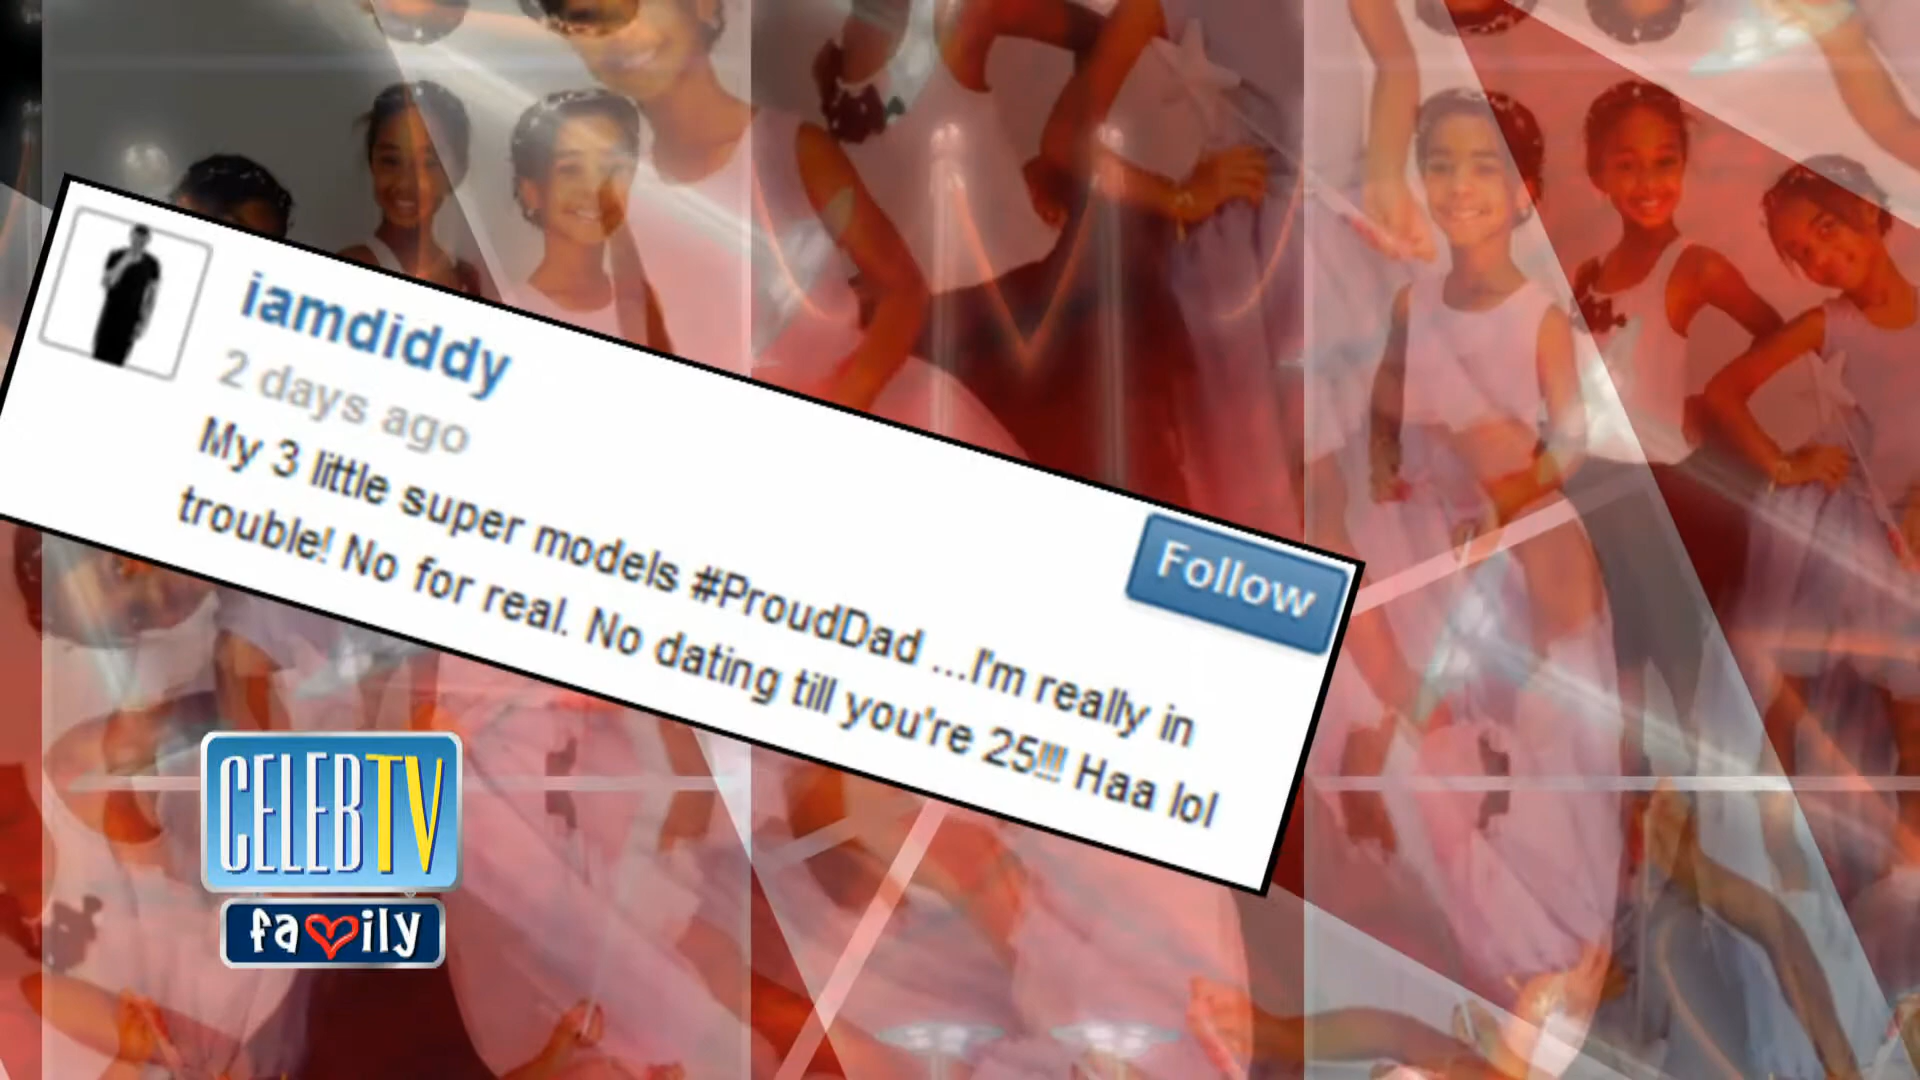 iamdiddy
2 days ago
Follow
My 3 little super models #ProudDad ...I'm really in
trouble! No for real. No dating till you're 25!!! Haa lol
CELEBTV
family